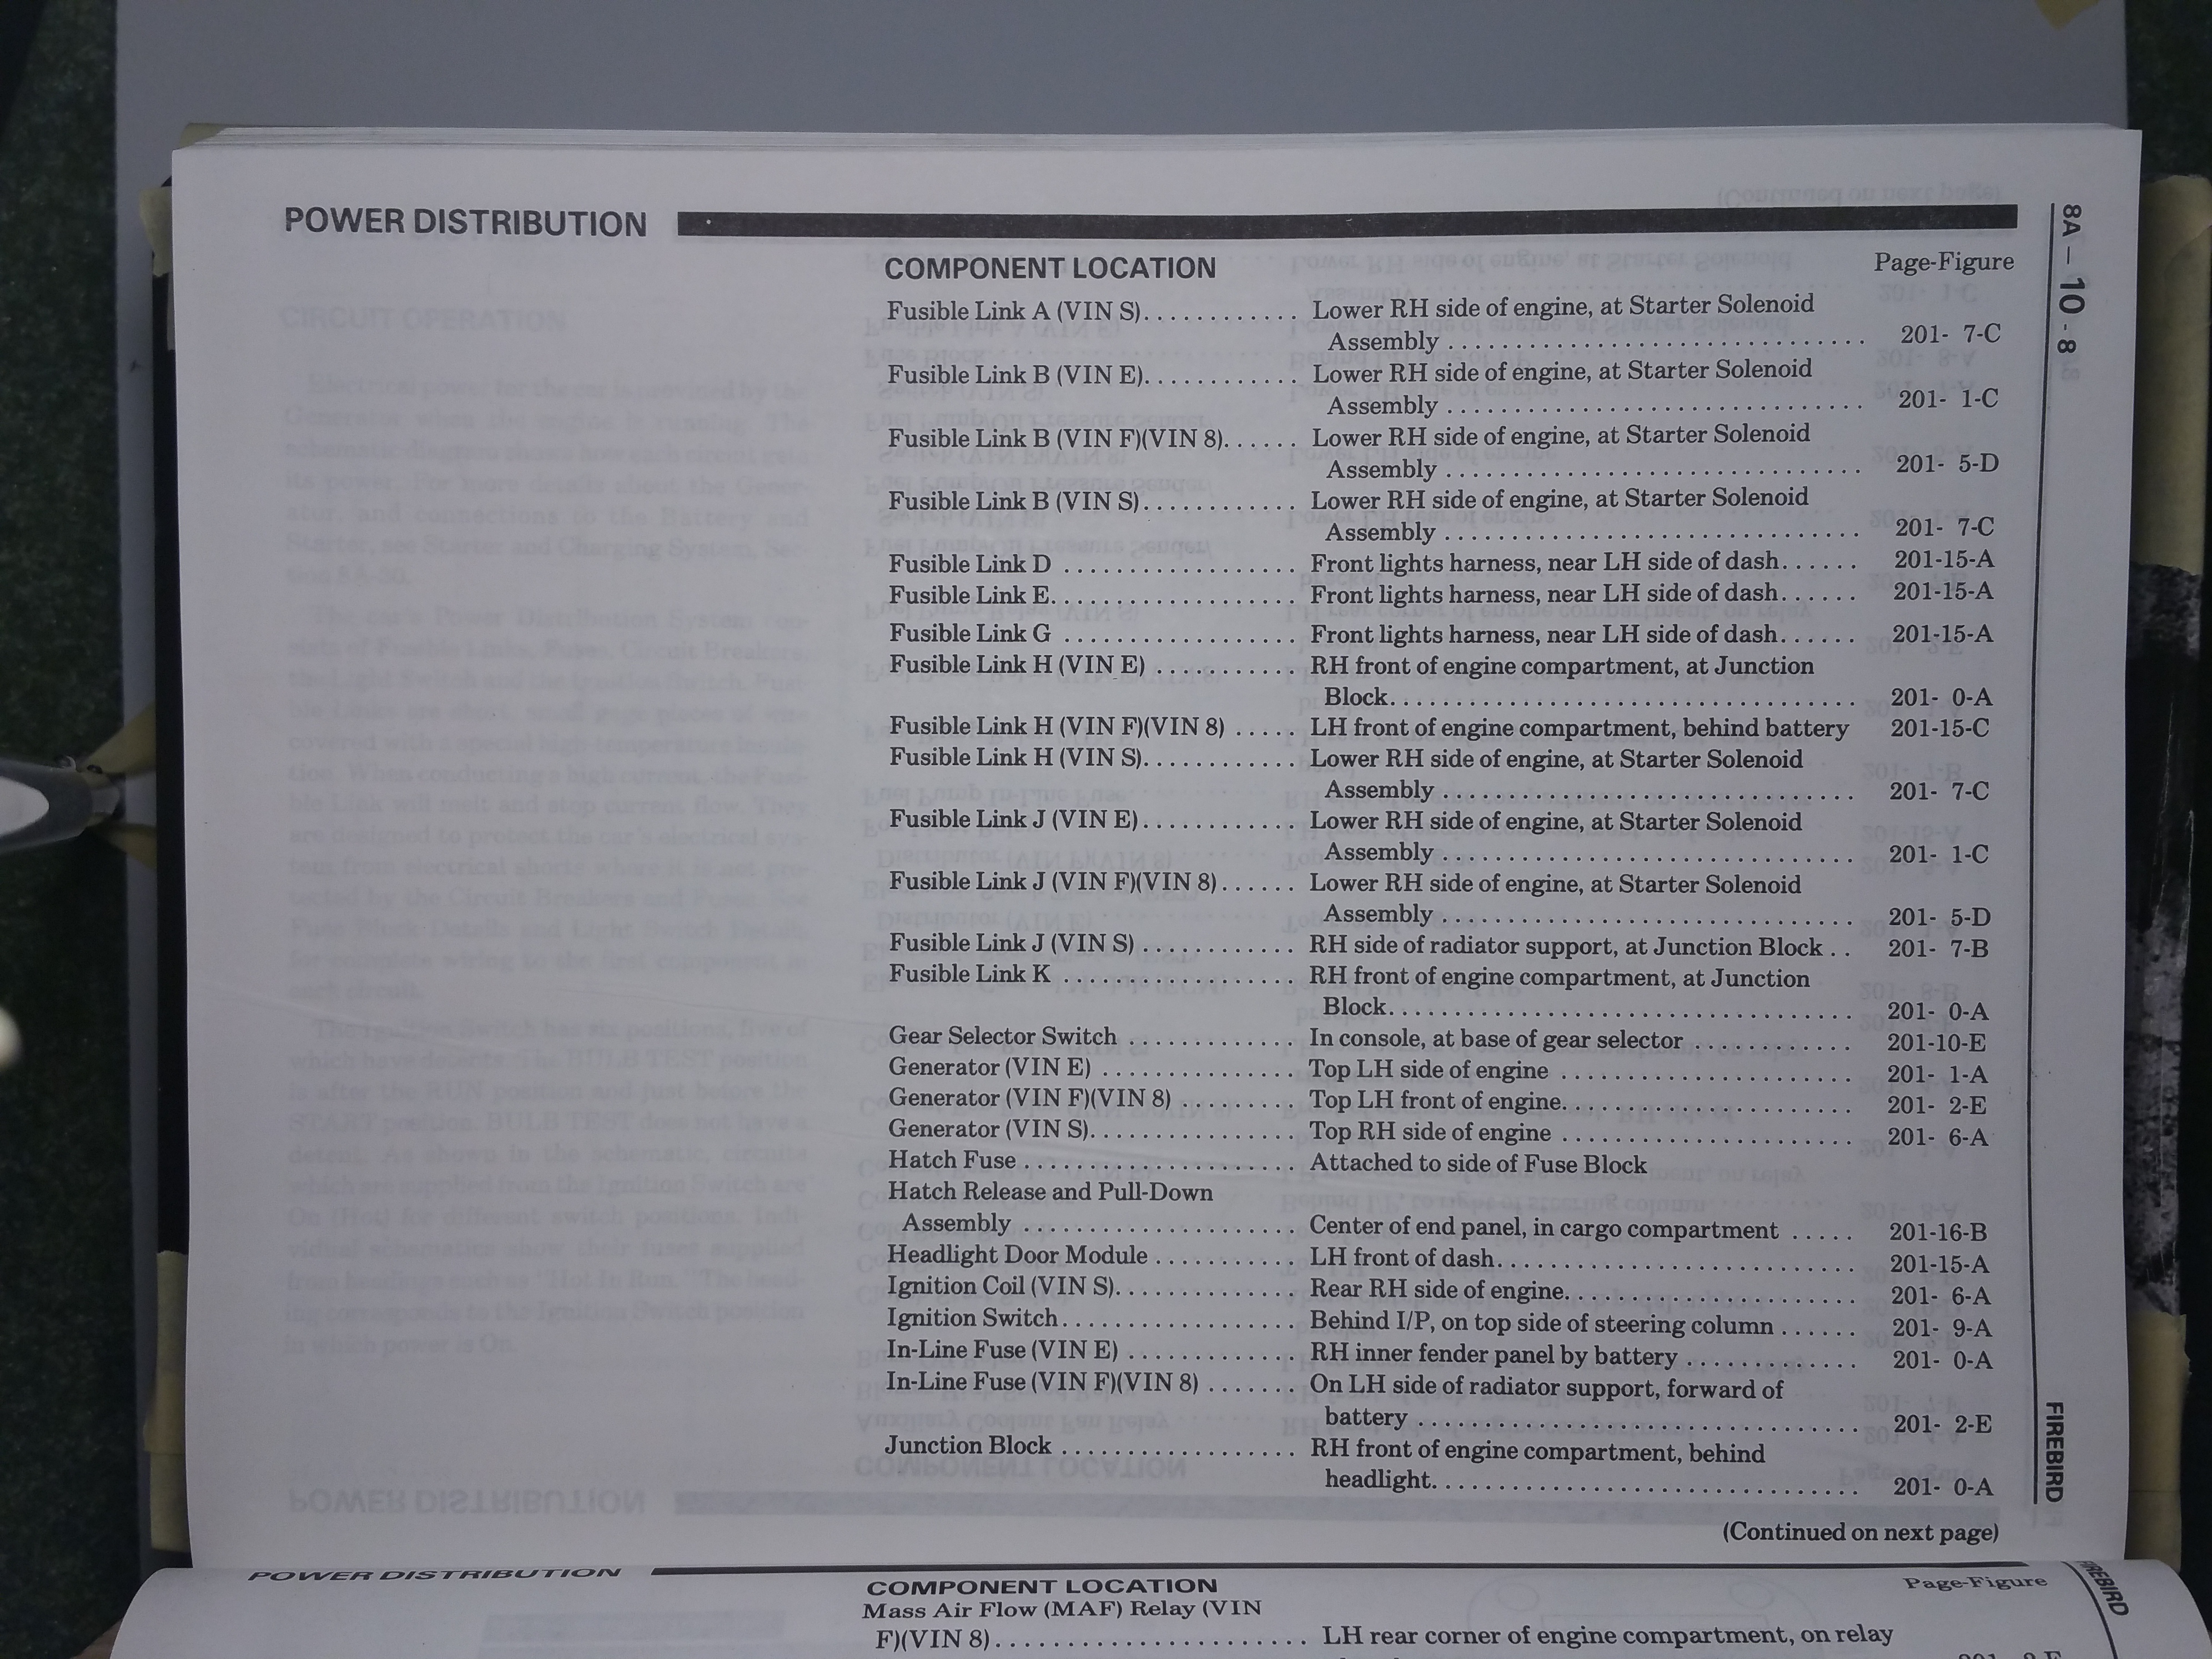 POWER DISTRIBUTION
8A – 10 - 8
COMPONENT LOCATION Page-Figure
Fusible Link A (VIN S). . . . . . . . . . . . Lower RH side of engine, at Starter Solenoid
Assembly . . . . . . . . . . . . . . . . . . . . . . . . . . . . . . 201- 7-C
Fusible Link B (VIN E). . . . . . . . . . . . Lower RH side of engine, at Starter Solenoid
Assembly . . . . . . . . . . . . . . . . . . . . . . . . . . . . . . 201- 1-C
Fusible Link B (VIN F)(VIN 8). . . . . . Lower RH side of engine, at Starter Solenoid
Assembly . . . . . . . . . . . . . . . . . . . . . . . . . . . . . . 201- 5-D
Fusible Link B (VIN S). . . . . . . . . . . . Lower RH side of engine, at Starter Solenoid
Assembly . . . . . . . . . . . . . . . . . . . . . . . . . . . . . . 201- 7-C
Fusible Link D . . . . . . . . . . . . . . . . . . Front lights harness, near LH side of dash. . . . . . 201-15-A
Fusible Link E. . . . . . . . . . . . . . . . . . . Front lights harness, near LH side of dash. . . . . . 201-15-A
Fusible Link G . . . . . . . . . . . . . . . . . . Front lights harness, near LH side of dash. . . . . . 201-15-A
Fusible Link H (VIN E) . . . . . . . . . . . RH front of engine compartment, at Junction
Block. . . . . . . . . . . . . . . . . . . . . . . . . . . . . . . . . . 201- 0-A
Fusible Link H (VIN F)(VIN 8) . . . . . LH front of engine compartment, behind battery 201-15-C
Fusible Link H (VIN S). . . . . . . . . . . . Lower RH side of engine, at Starter Solenoid
Assembly . . . . . . . . . . . . . . . . . . . . . . . . . . . . . . 201- 7-C
Fusible Link J (VIN E). . . . . . . . . . . . Lower RH side of engine, at Starter Solenoid
Assembly . . . . . . . . . . . . . . . . . . . . . . . . . . . . . . 201- 1-C
Fusible Link J (VIN F)(VIN 8). . . . . . Lower RH side of engine, at Starter Solenoid
Assembly . . . . . . . . . . . . . . . . . . . . . . . . . . . . . . 201- 5-D
Fusible Link J (VIN S) . . . . . . . . . . . . RH side of radiator support, at Junction Block . . 201- 7-B
Fusible Link K . . . . . . . . . . . . . . . . . . RH front of engine compartment, at Junction
Block. . . . . . . . . . . . . . . . . . . . . . . . . . . . . . . . . . 201- 0-A
Gear Selector Switch . . . . . . . . . . . . . In console, at base of gear selector . . . . . . . . . . . . 201-10-E
Generator (VIN E) . . . . . . . . . . . . . . . Top LH side of engine . . . . . . . . . . . . . . . . . . . . . 201- 1-A
Generator (VIN F)(VIN 8) . . . . . . . . . Top LH front of engine. . . . . . . . . . . . . . . . . . . . . 201- 2-E
Generator (VIN S). . . . . . . . . . . . . . . . Top RH side of engine . . . . . . . . . . . . . . . . . . . . . 201- 6-A
Hatch Fuse . . . . . . . . . . . . . . . . . . . . . Attached to side of Fuse Block
Hatch Release and Pull-Down
Assembly . . . . . . . . . . . . . . . . . . . . . Center of end panel, in cargo compartment . . . . . 201-16-B
Headlight Door Module . . . . . . . . . . . LH front of dash. . . . . . . . . . . . . . . . . . . . . . . . . . 201-15-A
Ignition Coil (VIN S). . . . . . . . . . . . . . Rear RH side of engine. . . . . . . . . . . . . . . . . . . . . 201- 6-A
Ignition Switch. . . . . . . . . . . . . . . . . . Behind I/P, on top side of steering column . . . . . . 201- 9-A
In-Line Fuse (VIN E) . . . . . . . . . . . . . RH inner fender panel by battery . . . . . . . . . . . . . 201- 0-A
In-Line Fuse (VIN F)(VIN 8) . . . . . . . On LH side of radiator support, forward of
battery . . . . . . . . . . . . . . . . . . . . . . . . . . . . . . . . 201- 2-E
Junction Block . . . . . . . . . . . . . . . . . . RH front of engine compartment, behind
headlight. . . . . . . . . . . . . . . . . . . . . . . . . . . . . . . 201- 0-A
(Continued on next page)
FIREBIRD
POWER DISTRIBUTION
COMPONENT LOCATION Page-Figure
FIREBIRD
Mass Air Flow (MAF) Relay (VIN
F)(VIN 8). . . . . . . . . . . . . . . . . . . . . . . LH rear corner of engine compartment, on relay